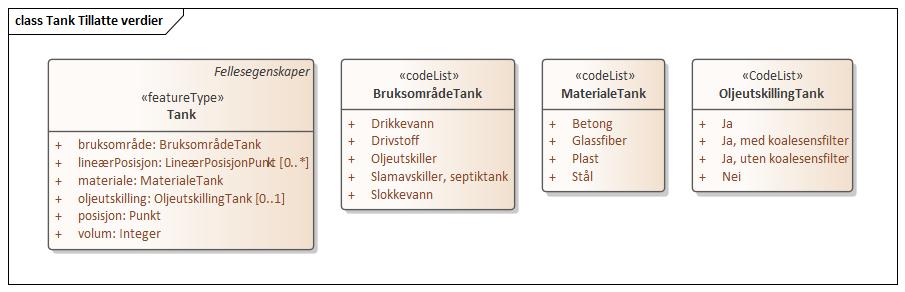 class Tank Tillatte verdier
Fellesegenskaper
«featureType»
Tank
+ bruksområde: BruksområdeTank
+ lineærPosisjon: LineærPosisjonPunkt [0..*]
+ materiale: MaterialeTank
+ oljeutskilling: OljeutskillingTank [0..1]
+ posisjon: Punkt
+ volum: Integer
«codeList»
BruksområdeTank
+ Drikkevann
+ Drivstoff
+ Oljeutskiller
+ Slamavskiller, septiktank
+ Slokkevann
«codeList»
MaterialeTank
+ Betong
+ Glassfiber
+ Plast
+ Stål
«CodeList»
OljeutskillingTank
+ Ja
+ Ja, med koalesensfilter
+ Ja, uten koalesensfilter
+ Nei